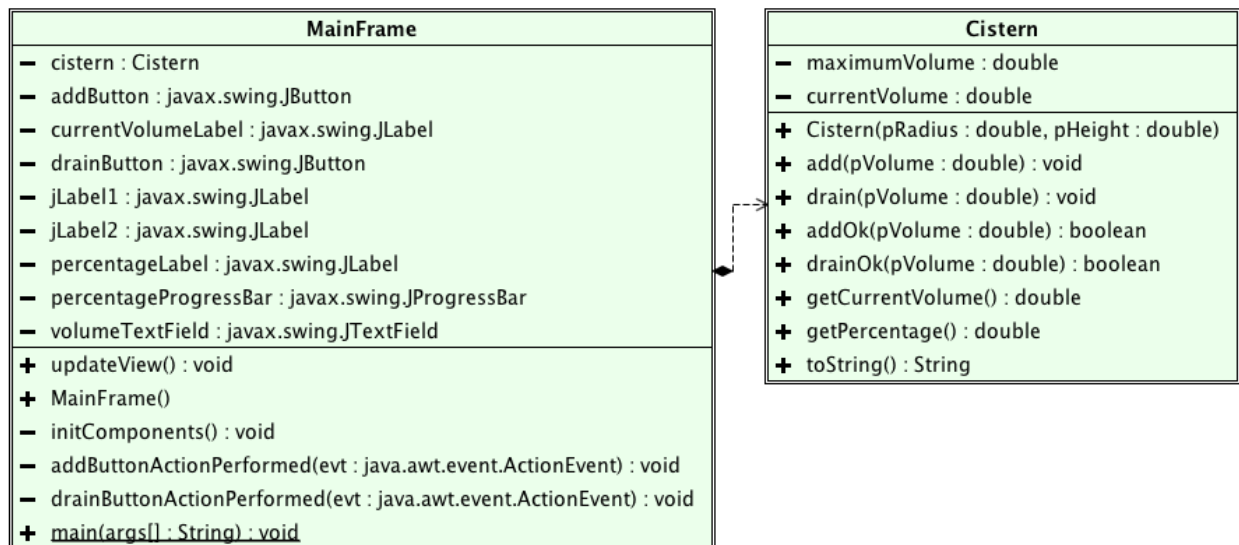 MainFrame
− cistern : Cistern
− addButton : javax.swing.JButton
− currentVolumeLabel : javax.swing.JLabel
− drainButton : javax.swing.JButton
− jLabel1 : javax.swing.JLabel
− jLabel2 : javax.swing.JLabel
− percentageLabel : javax.swing.JLabel
− percentageProgressBar : javax.swing.JProgressBar
− volumeTextField : javax.swing.JTextField
+ updateView() : void
+ MainFrame()
− initComponents() : void
− addButtonActionPerformed(evt : java.awt.event.ActionEvent) : void
− drainButtonActionPerformed(evt : java.awt.event.ActionEvent) : void
+ main(args[] : String) : void
Cistern
− maximumVolume : double
− currentVolume : double
+ Cistern(pRadius : double, pHeight : double)
+ add(pVolume : double) : void
+ drain(pVolume : double) : void
+ addOk(pVolume : double) : boolean
+ drainOk(pVolume : double) : boolean
+ getCurrentVolume() : double
+ getPercentage() : double
+ toString() : String